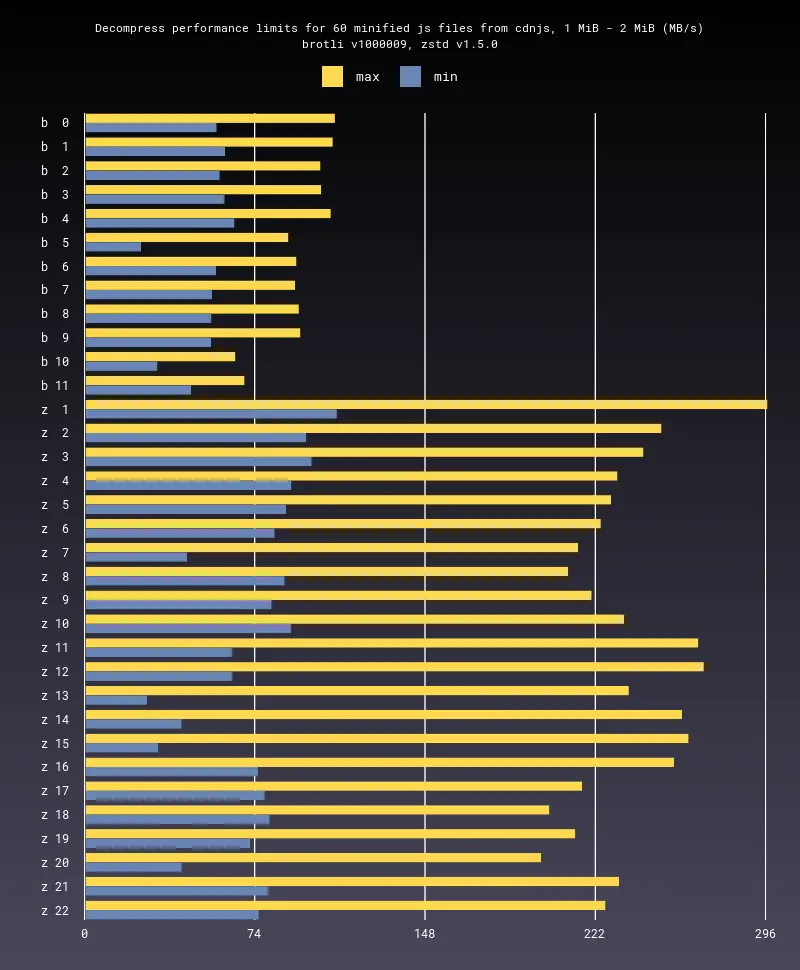 Decompress performance limits for 60 minified js files from cdnjs, 1 MiB - 2 MiB (MB/s)
brotli v1000009, zstd v1.5.0
max min
b 0
b 1
b 2
b 3
b 4
b 5
b 6
b 7
b 8
b 9
b 10
b 11
z 1
z 2
z 3
z 4
z 5
z 6
z 7
z 8
z 9
z 10
z 11
z 12
z 13
z 14
z 15
z 16
z 17
z 18
z 19
z 20
z 21
z 22
0 74 148 222 296